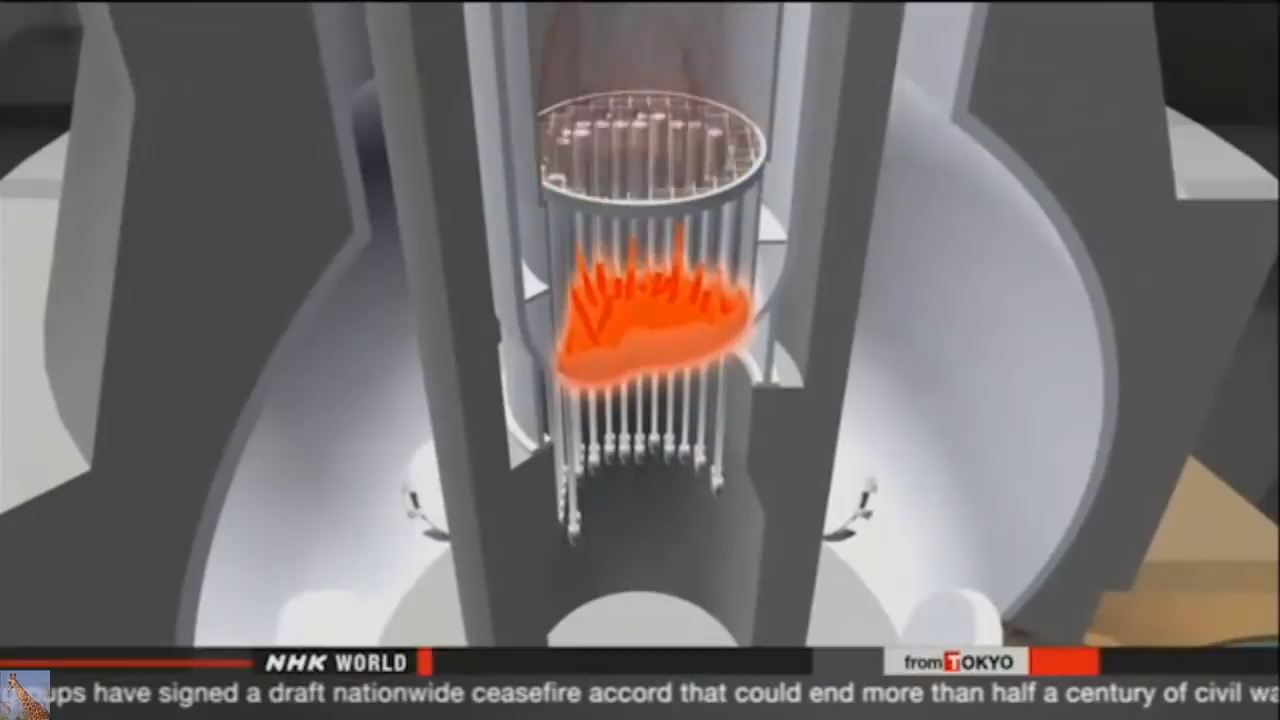 NHK WORLD
from TOKYO
ups have signed a draft nationwide ceasefire accord that could end more than half a century of civil